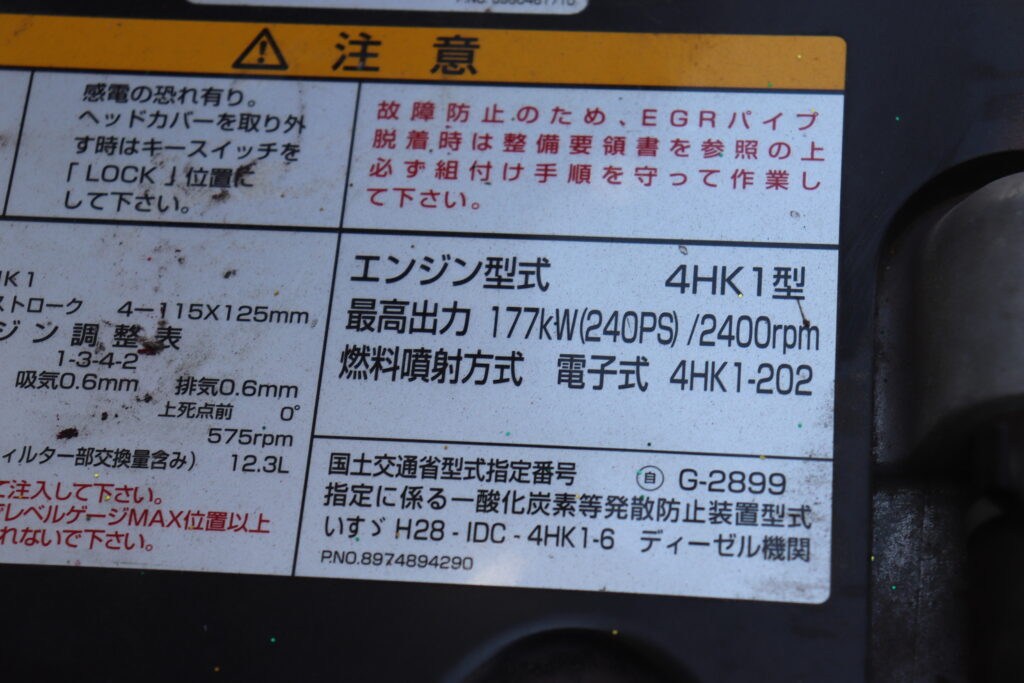 注意
感電の恐れ有り。
ヘッドカバーを取り外
す時はキースイッチを
「LOCK」位置に
して下さい。
故障防止のため、EGRパイプ
脱着時は整備要領書を参照の上
必ず組付け手順を守って作業し
て下さい。
ストローク 4－115X125mm
ジン調整表
1-3-4-2
吸気0.6mm 排気0.6mm
上死点前 0°
575rpm
ィルター部交換量含み) 12.3L
て注入して下さい。
レベルゲージMAX位置以上
れないで下さい。
エンジン型式 4HK1型
最高出力 177kW(240PS)/2400rpm
燃料噴射方式 電子式 4HK1-202
国土交通省型式指定番号 自 G-2899
指定に係る一酸化炭素等発散防止装置型式
いすゞ H28-IDC-4HK1-6 ディーゼル機関
P.NO.8974894290